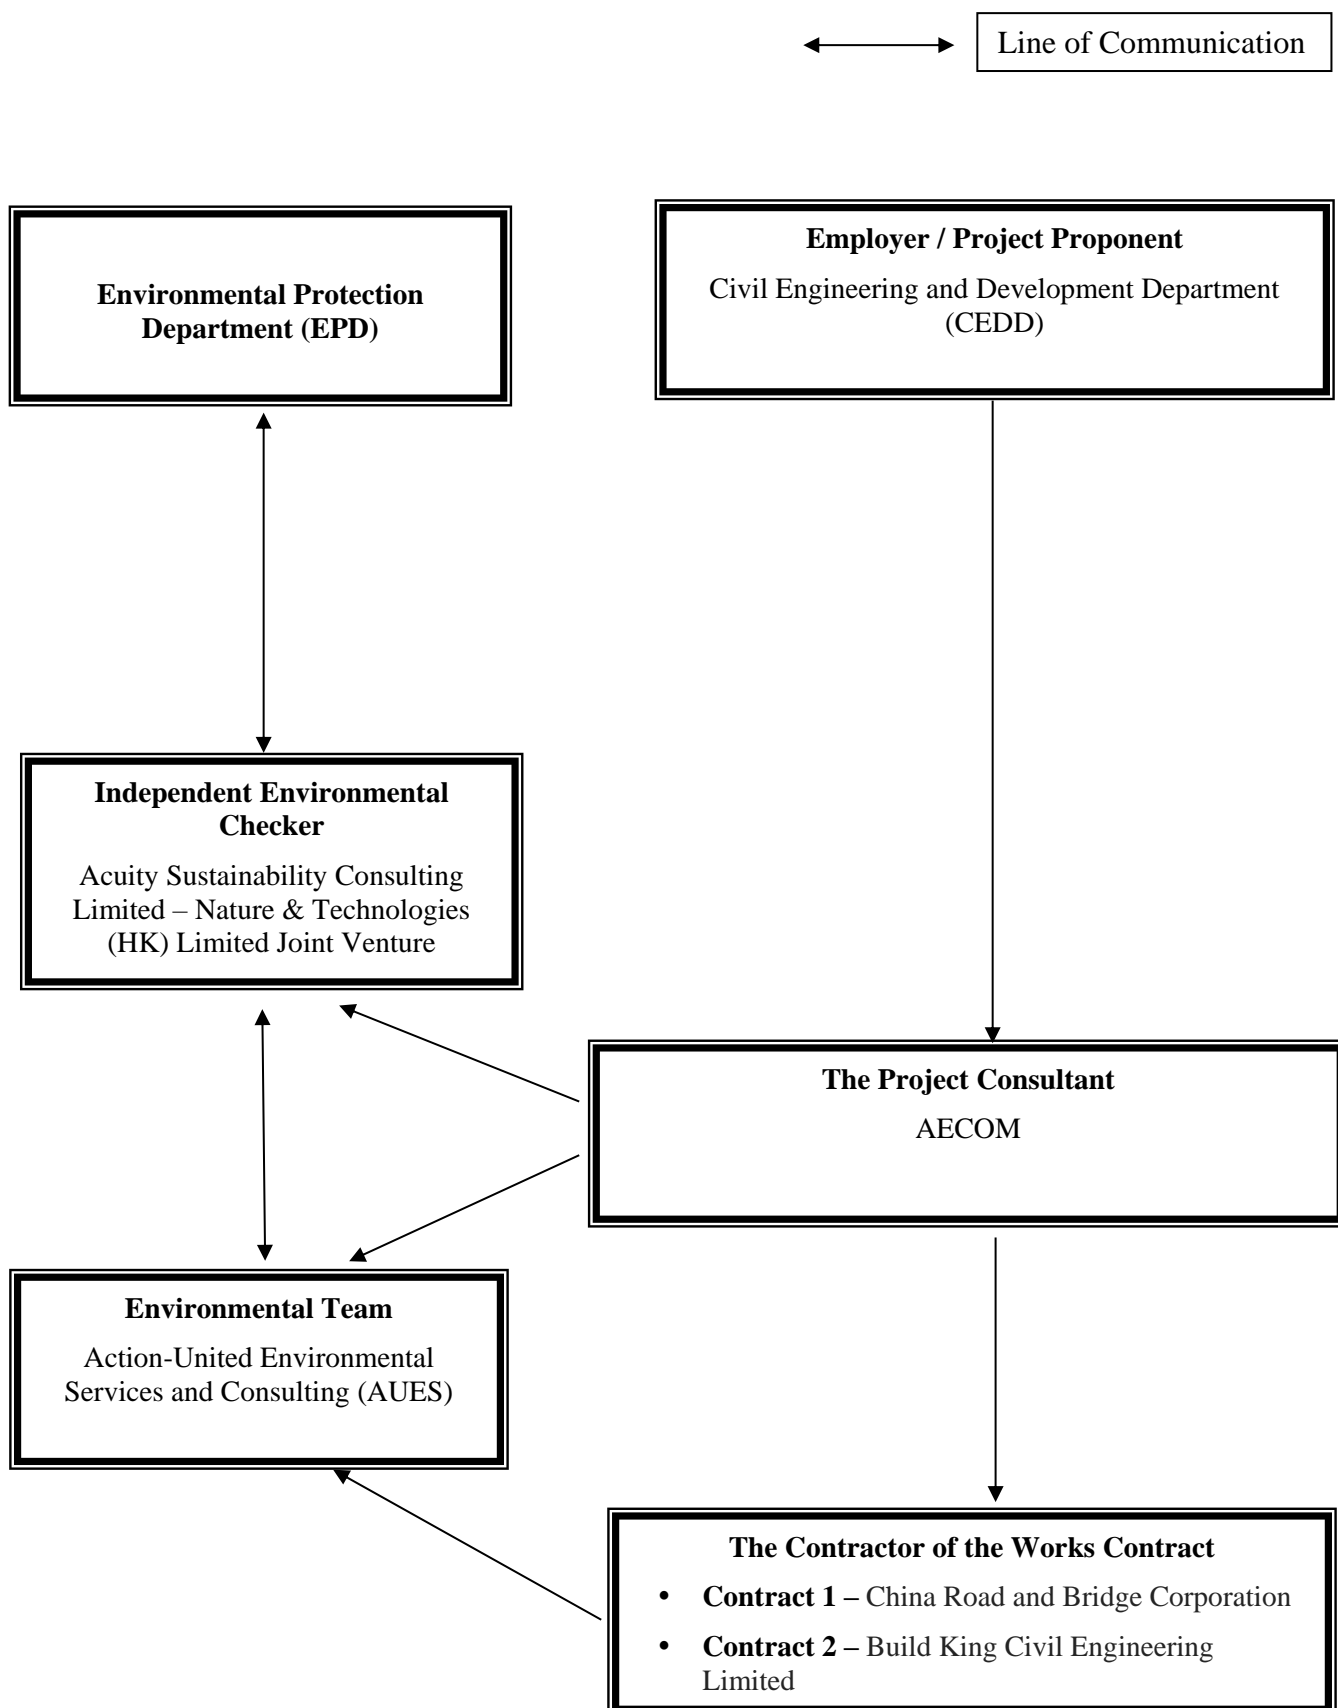 Line of Communication
Environmental Protection
Department (EPD)
Employer / Project Proponent
Civil Engineering and Development Department
(CEDD)
Independent Environmental
Checker
Acuity Sustainability Consulting
Limited – Nature & Technologies
(HK) Limited Joint Venture
The Project Consultant
AECOM
Environmental Team
Action-United Environmental
Services and Consulting (AUES)
The Contractor of the Works Contract
• Contract 1 – China Road and Bridge Corporation
• Contract 2 – Build King Civil Engineering
Limited